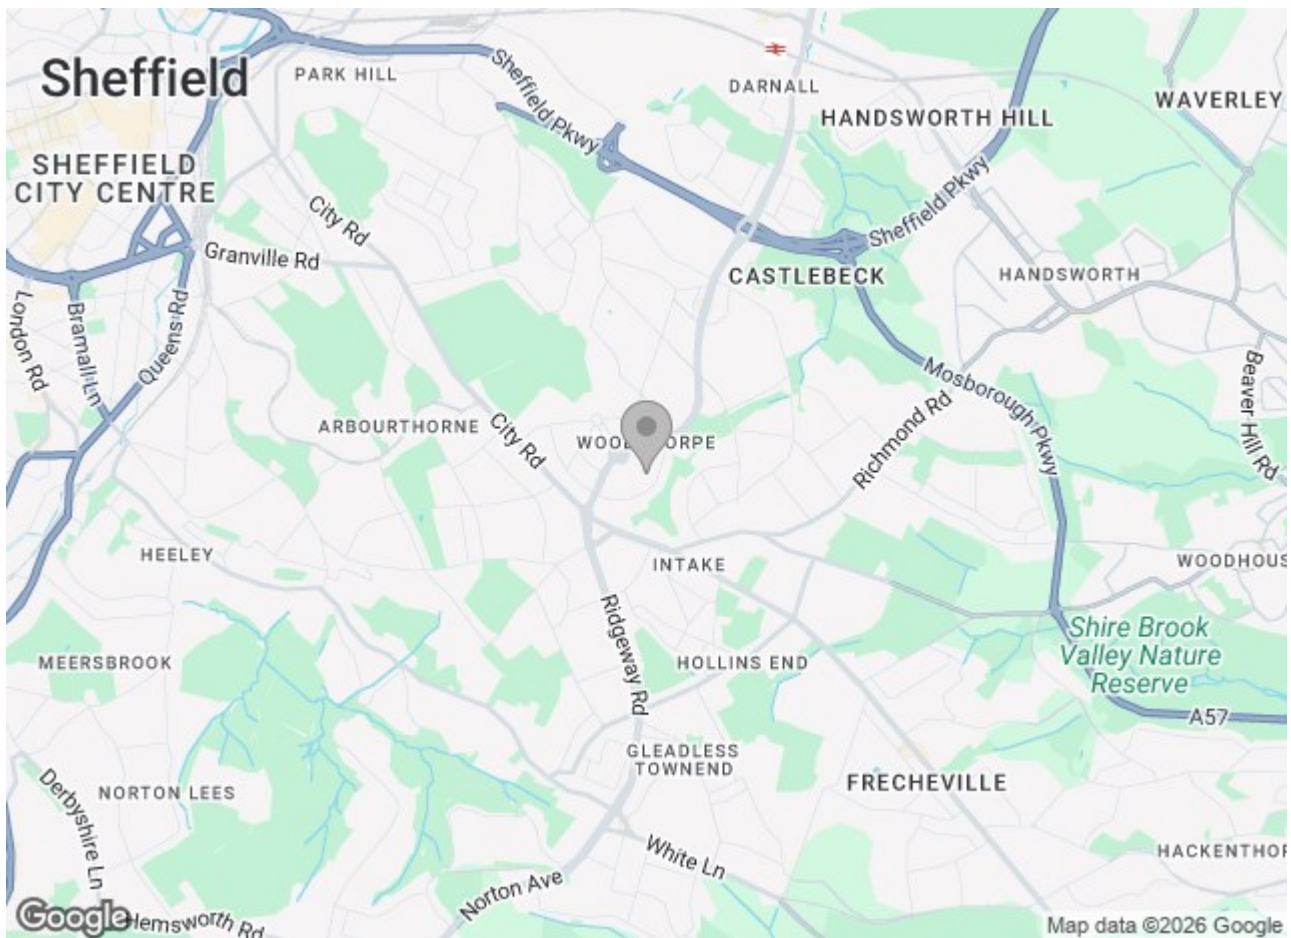 Sheffield
PARK HILL
Sheffield Pkwy
DARNALL
HANDSWORTH HILL
WAVERLEY
SHEFFIELD
CITY CENTRE
City Rd
Granville Rd
Sheffield Pkwy
CASTLEBECK
HANDSWORTH
London Rd
Bramall Ln
Queens Rd
Mosborough Pkwy
Beaver Hill Rd
ARBOURTHORNE
City Rd
WOODTHORPE
Richmond Rd
HEELEY
INTAKE
WOODHOUS
Ridgeway Rd
Shire Brook
Valley Nature
Reserve
MEERSBROOK
HOLLINS END
A57
GLEADLESS
TOWNEND
FRECHEVILLE
Derbyshire Ln
NORTON LEES
White Ln
HACKENTHOR
Norton Ave
Google
Hemsworth Rd
Map data ©2026 Google